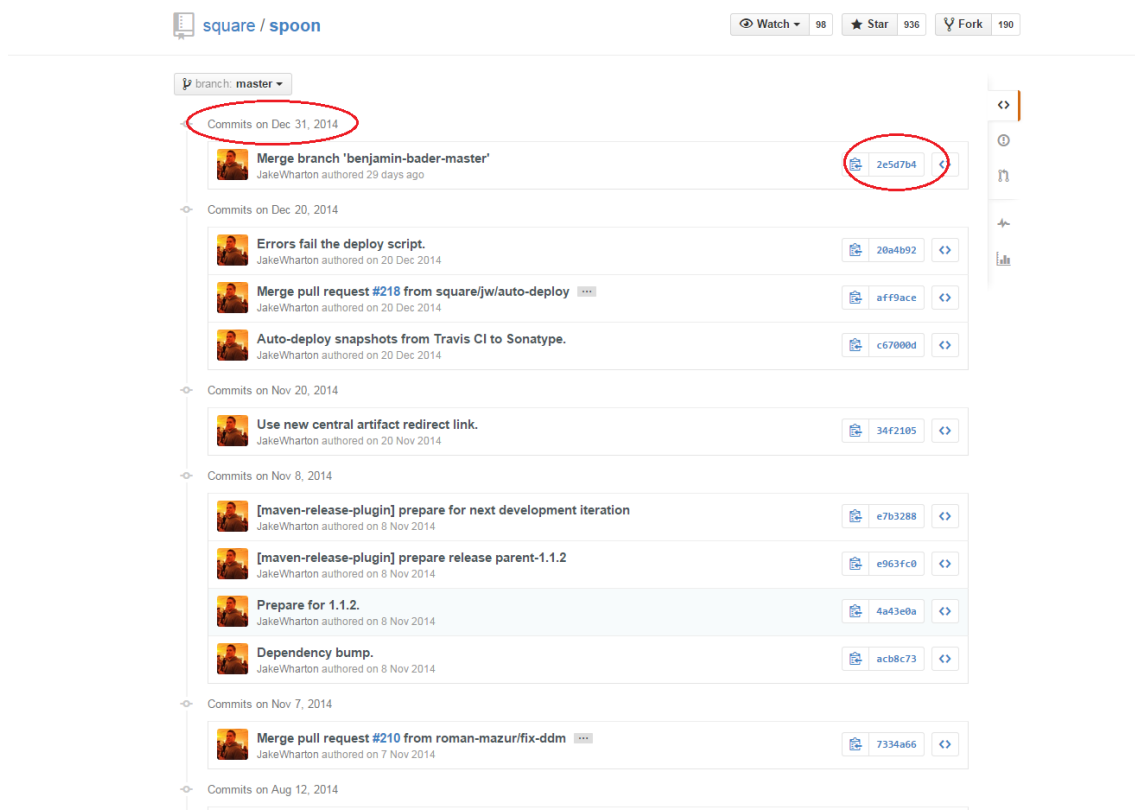 square / spoon
Watch 98 Star 936 Fork 190
branch: master
Commits on Dec 31, 2014
Merge branch 'benjamin-bader-master'
JakeWharton authored 29 days ago
2e5d7b4
Commits on Dec 20, 2014
Errors fail the deploy script.
JakeWharton authored on 20 Dec 2014
20a4b92
Merge pull request #218 from square/jw/auto-deploy ...
JakeWharton authored on 20 Dec 2014
aff9ace
Auto-deploy snapshots from Travis CI to Sonatype.
JakeWharton authored on 20 Dec 2014
c67000d
Commits on Nov 20, 2014
Use new central artifact redirect link.
JakeWharton authored on 20 Nov 2014
34f2105
Commits on Nov 8, 2014
[maven-release-plugin] prepare for next development iteration
JakeWharton authored on 8 Nov 2014
e7b3288
[maven-release-plugin] prepare release parent-1.1.2
JakeWharton authored on 8 Nov 2014
e963fc0
Prepare for 1.1.2.
JakeWharton authored on 8 Nov 2014
4a43e0a
Dependency bump.
JakeWharton authored on 8 Nov 2014
acb8c73
Commits on Nov 7, 2014
Merge pull request #210 from roman-mazur/fix-ddm ...
JakeWharton authored on 7 Nov 2014
7334a66
Commits on Aug 12, 2014